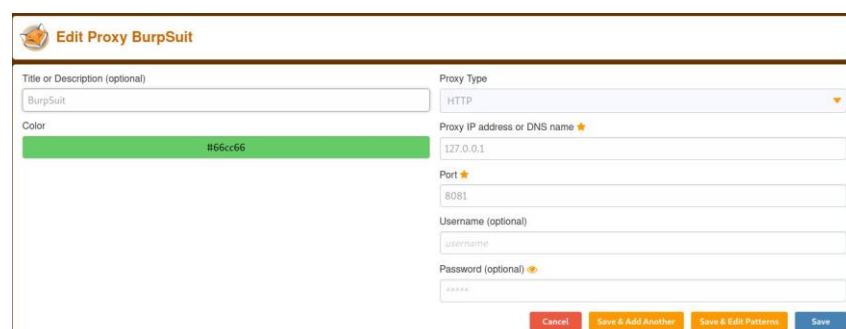 Edit Proxy BurpSuit
Title or Description (optional)
BurpSuit
Color
#66cc66
Proxy Type
HTTP
Proxy IP address or DNS name
127.0.0.1
Port
8081
Username (optional)
username
Password (optional)
*****
Cancel
Save & Add Another
Save & Edit Patterns
Save